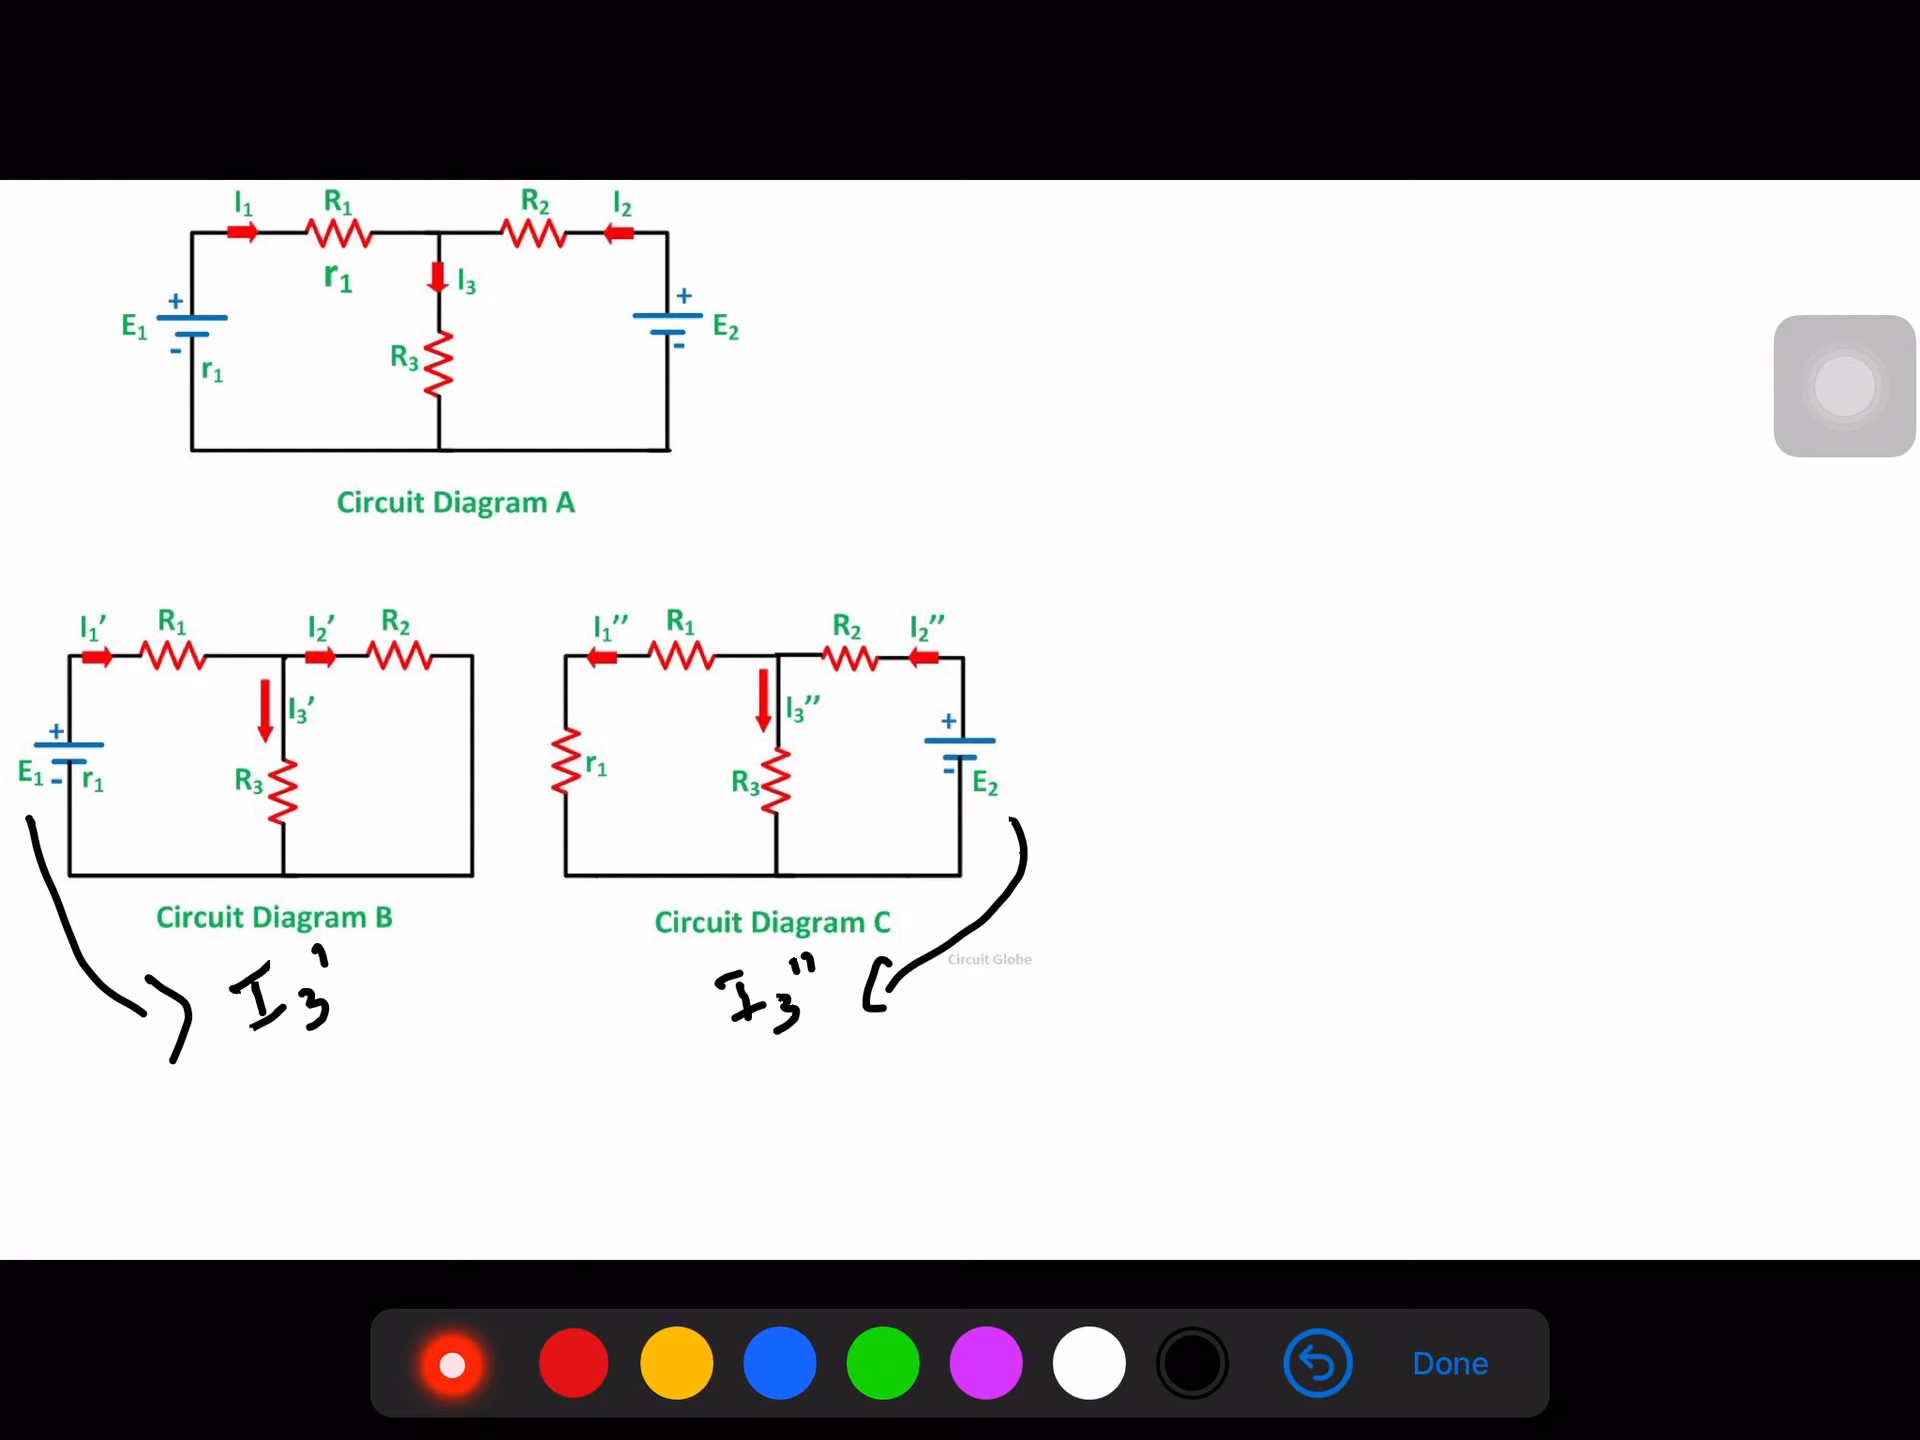 I₁ R₁ R₂ I₂
r₁ I₃
+ +
E₁ R₃ E₂
- -
r₁
Circuit Diagram A
I₁’ R₁ I₂’ R₂ I₁’’ R₁ R₂ I₂’’
I₃’ I₃’’
+ +
E₁ - r₁ R₃ r₁ R₃ - E₂
Circuit Diagram B Circuit Diagram C
Circuit Globe
I₃' I₃"
Done